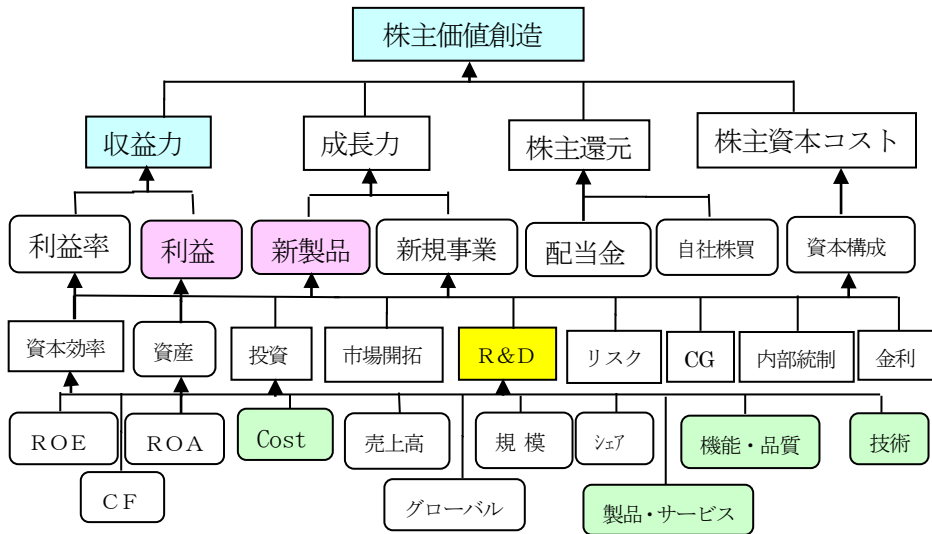 株主価値創造
収益力
成長力
株主還元
株主資本コスト
利益率
利益
新製品
新規事業
配当金
自社株買
資本構成
資本効率
資産
投資
市場開拓
R&D
リスク
CG
内部統制
金利
ROE
ROA
Cost
売上高
規模
シェア
機能・品質
技術
CF
グローバル
製品・サービス